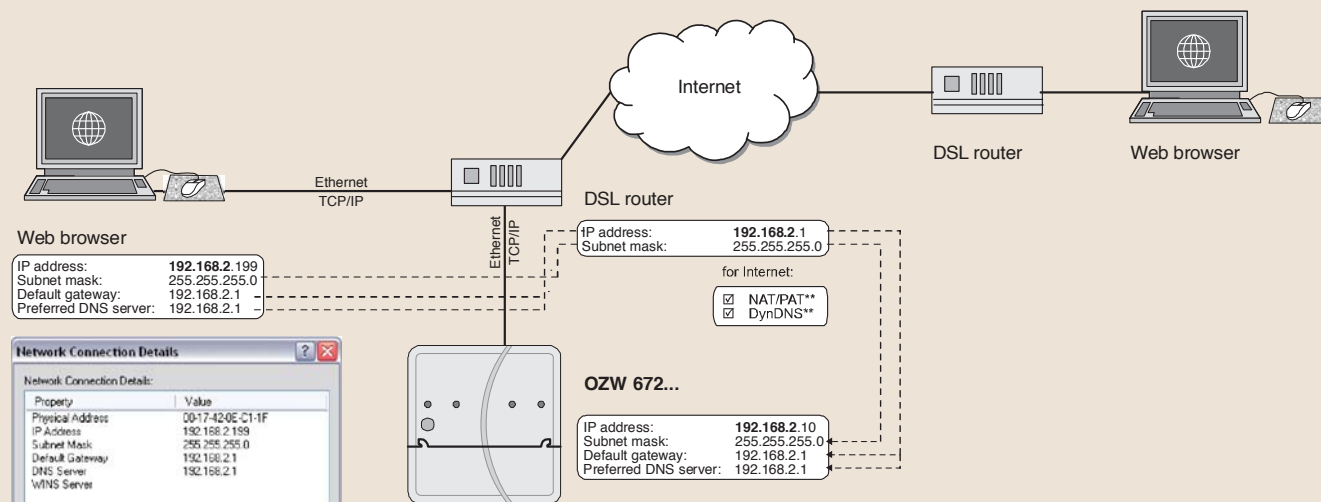 Internet
DSL router
Web browser
Ethernet
TCP/IP
Ethernet
TCP/IP
DSL router
IP address: 192.168.2.1
Subnet mask: 255.255.255.0
for Internet:
☑ NAT/PAT**
☑ DynDNS**
Web browser
IP address: 192.168.2.199
Subnet mask: 255.255.255.0
Default gateway: 192.168.2.1
Preferred DNS server: 192.168.2.1
Network Connection Details
Network Connection Details:
Property Value
Physical Address 00-17-42-0E-C1-1F
IP Address 192.168.2.199
Subnet Mask 255.255.255.0
Default Gateway 192.168.2.1
DNS Server 192.168.2.1
WINS Server
OZW 672...
IP address: 192.168.2.10
Subnet mask: 255.255.255.0
Default gateway: 192.168.2.1
Preferred DNS server: 192.168.2.1